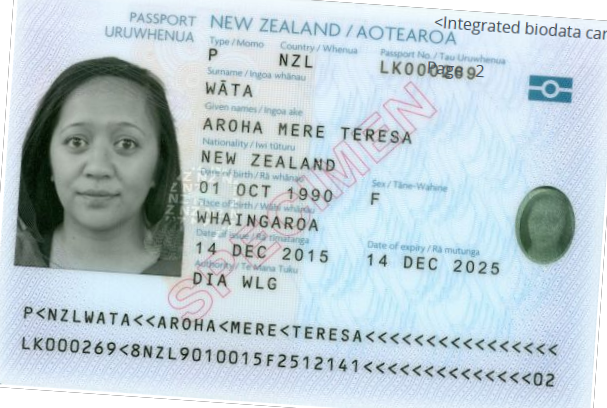 <Integrated biodata car
PASSPORT NEW ZEALAND / AOTEAROA
URUWHENUA
Type / Momo Country / Whenua Passport No. / Tau Uruwhenua
P NZL LK000269
Page 2
Surname / Ingoa whānau
WĀTA
Given names / Ingoa ake
AROHA MERE TERESA
Nationality / Iwi tūturu
NEW ZEALAND
Date of birth / Rā whānau Sex / Tāne-Wahine
01 OCT 1990 F
Place of birth / Wāhi whānau
WHAINGAROA
Date of issue / Rā timatanga Date of expiry / Rā mutunga
14 DEC 2015 14 DEC 2025
Authority / Te Mana Tuku
DIA WLG
SPECIMEN
P<NZLWATA<<AROHA<MERE<TERESA<<<<<<<<<<<<<<<<
LK000269<8NZL9010015F2512141<<<<<<<<<<<<<<02